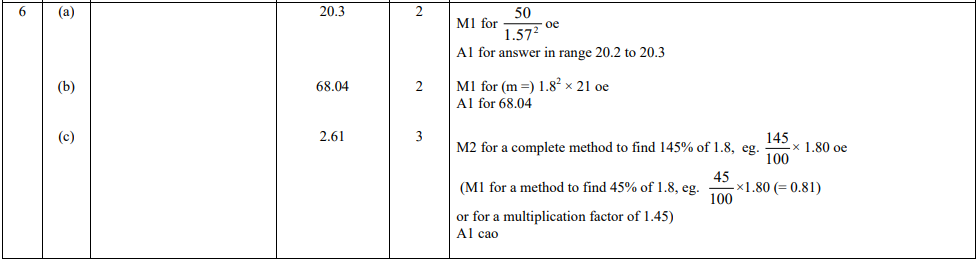 6 (a) 20.3 2 M1 for 50/1.57² oe
A1 for answer in range 20.2 to 20.3
(b) 68.04 2 M1 for (m =) 1.8² × 21 oe
A1 for 68.04
(c) 2.61 3 M2 for a complete method to find 145% of 1.8, eg. 145/100 × 1.80 oe
(M1 for a method to find 45% of 1.8, eg. 45/100 ×1.80 (= 0.81)
or for a multiplication factor of 1.45)
A1 cao